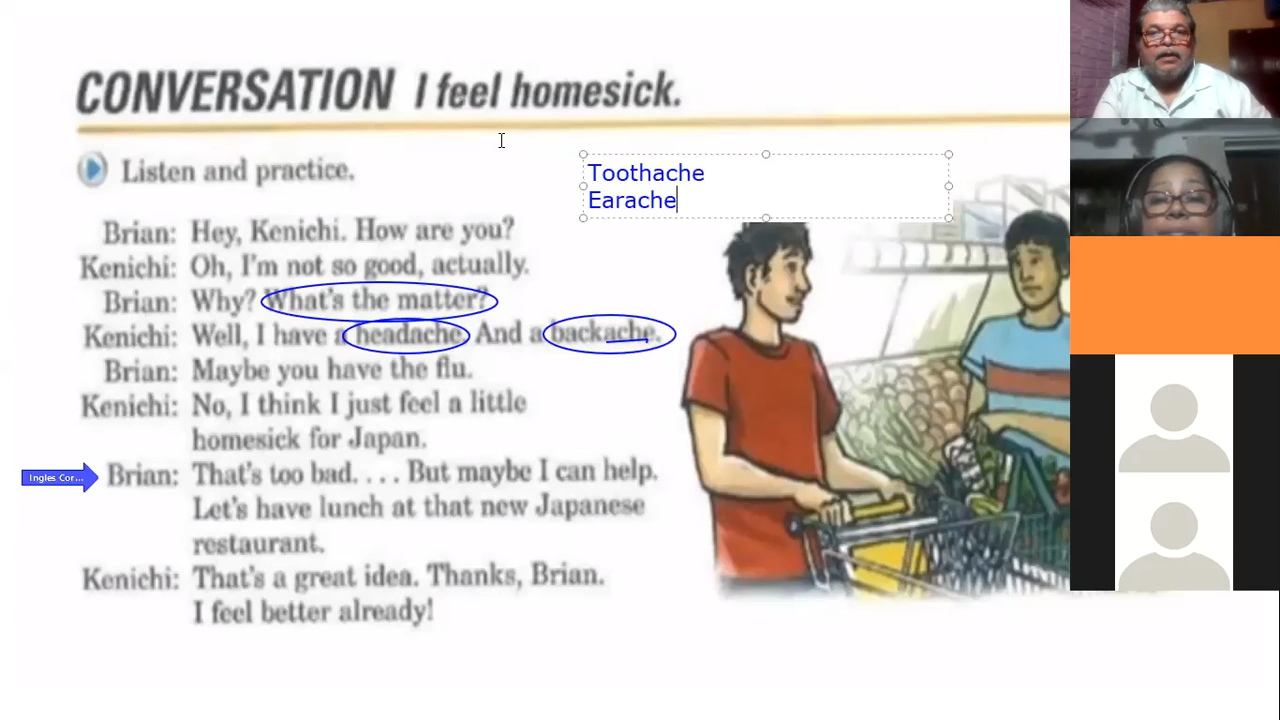 CONVERSATION I feel homesick.
Listen and practice.
Toothache
Earache
Brian: Hey, Kenichi. How are you?
Kenichi: Oh, I'm not so good, actually.
Brian: Why? What's the matter?
Kenichi: Well, I have a headache. And a backache.
Brian: Maybe you have the flu.
Kenichi: No, I think I just feel a little
homesick for Japan.
Ingles Cor...
Brian: That's too bad. . . . But maybe I can help.
Let's have lunch at that new Japanese
restaurant.
Kenichi: That's a great idea. Thanks, Brian.
I feel better already!